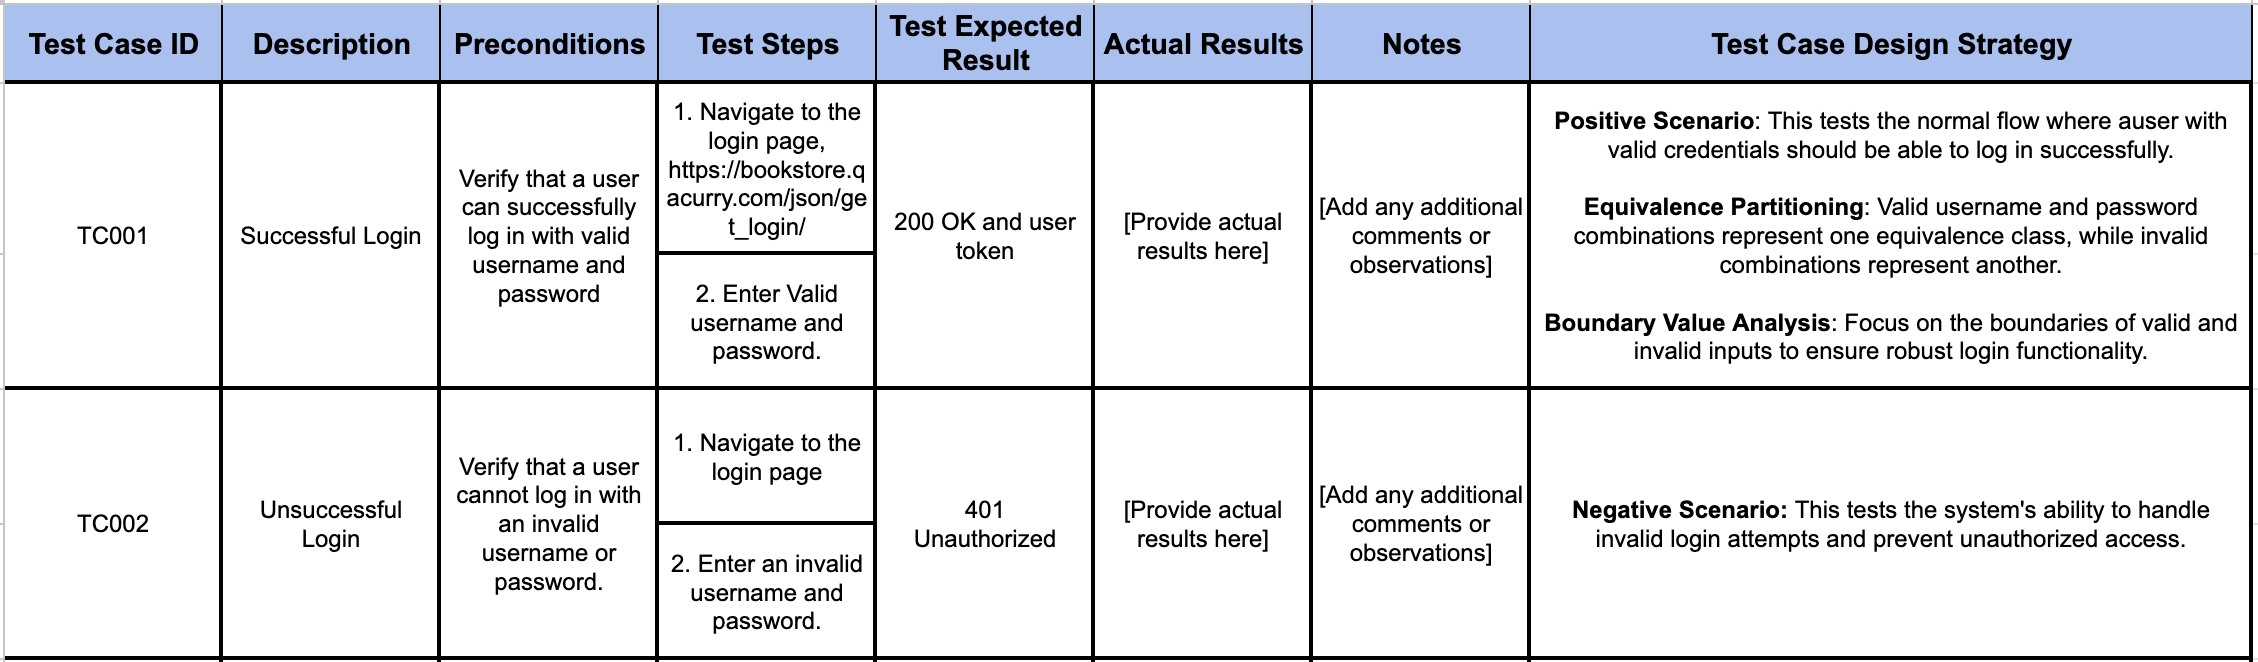 Test Case ID
Description
Preconditions
Test Steps
Test Expected
Result
Actual Results
Notes
Test Case Design Strategy
TC001
Successful Login
Verify that a user
can successfully
log in with valid
username and
password
1. Navigate to the
login page,
https://bookstore.q
acurry.com/json/ge
t_login/
2. Enter Valid
username and
password.
200 OK and user
token
[Provide actual
results here]
[Add any additional
comments or
observations]
Positive Scenario: This tests the normal flow where auser with
valid credentials should be able to log in successfully.
Equivalence Partitioning: Valid username and password
combinations represent one equivalence class, while invalid
combinations represent another.
Boundary Value Analysis: Focus on the boundaries of valid and
invalid inputs to ensure robust login functionality.
TC002
Unsuccessful
Login
Verify that a user
cannot log in with
an invalid
username or
password.
1. Navigate to the
login page
2. Enter an invalid
username and
password.
401
Unauthorized
[Provide actual
results here]
[Add any additional
comments or
observations]
Negative Scenario: This tests the system's ability to handle
invalid login attempts and prevent unauthorized access.